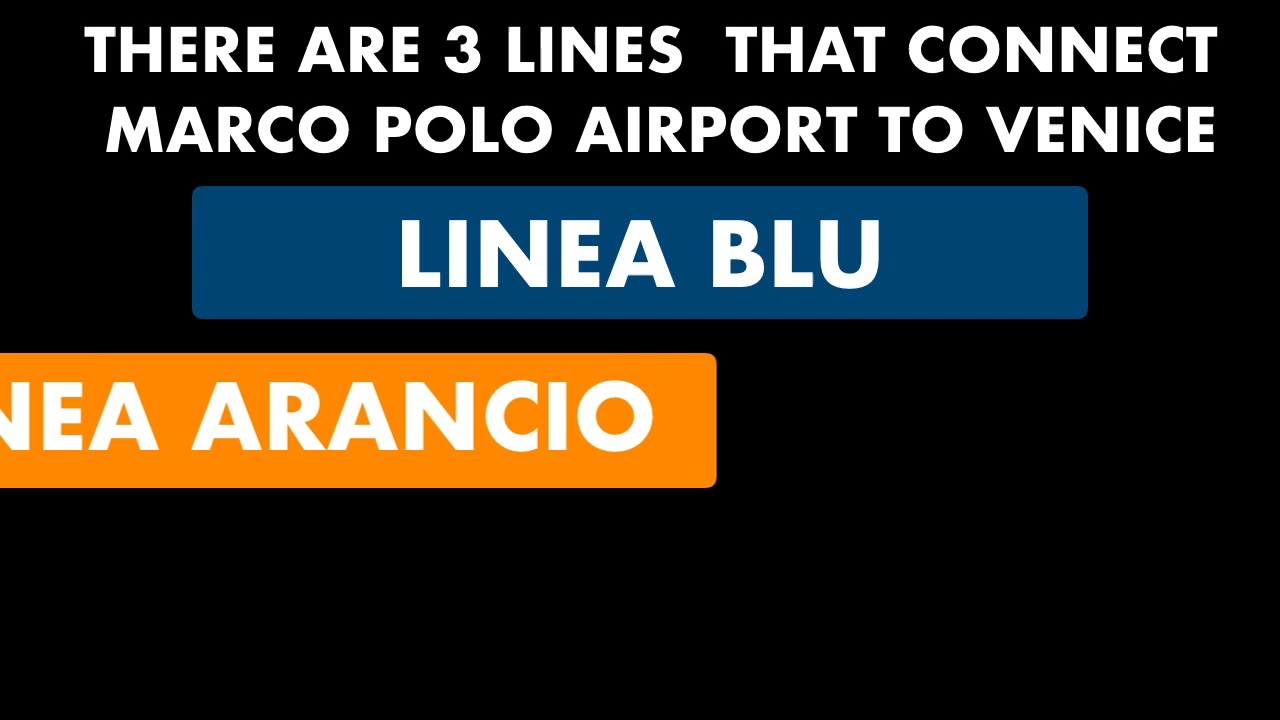 THERE ARE 3 LINES THAT CONNECT
MARCO POLO AIRPORT TO VENICE
LINEA BLU
NEA ARANCIO